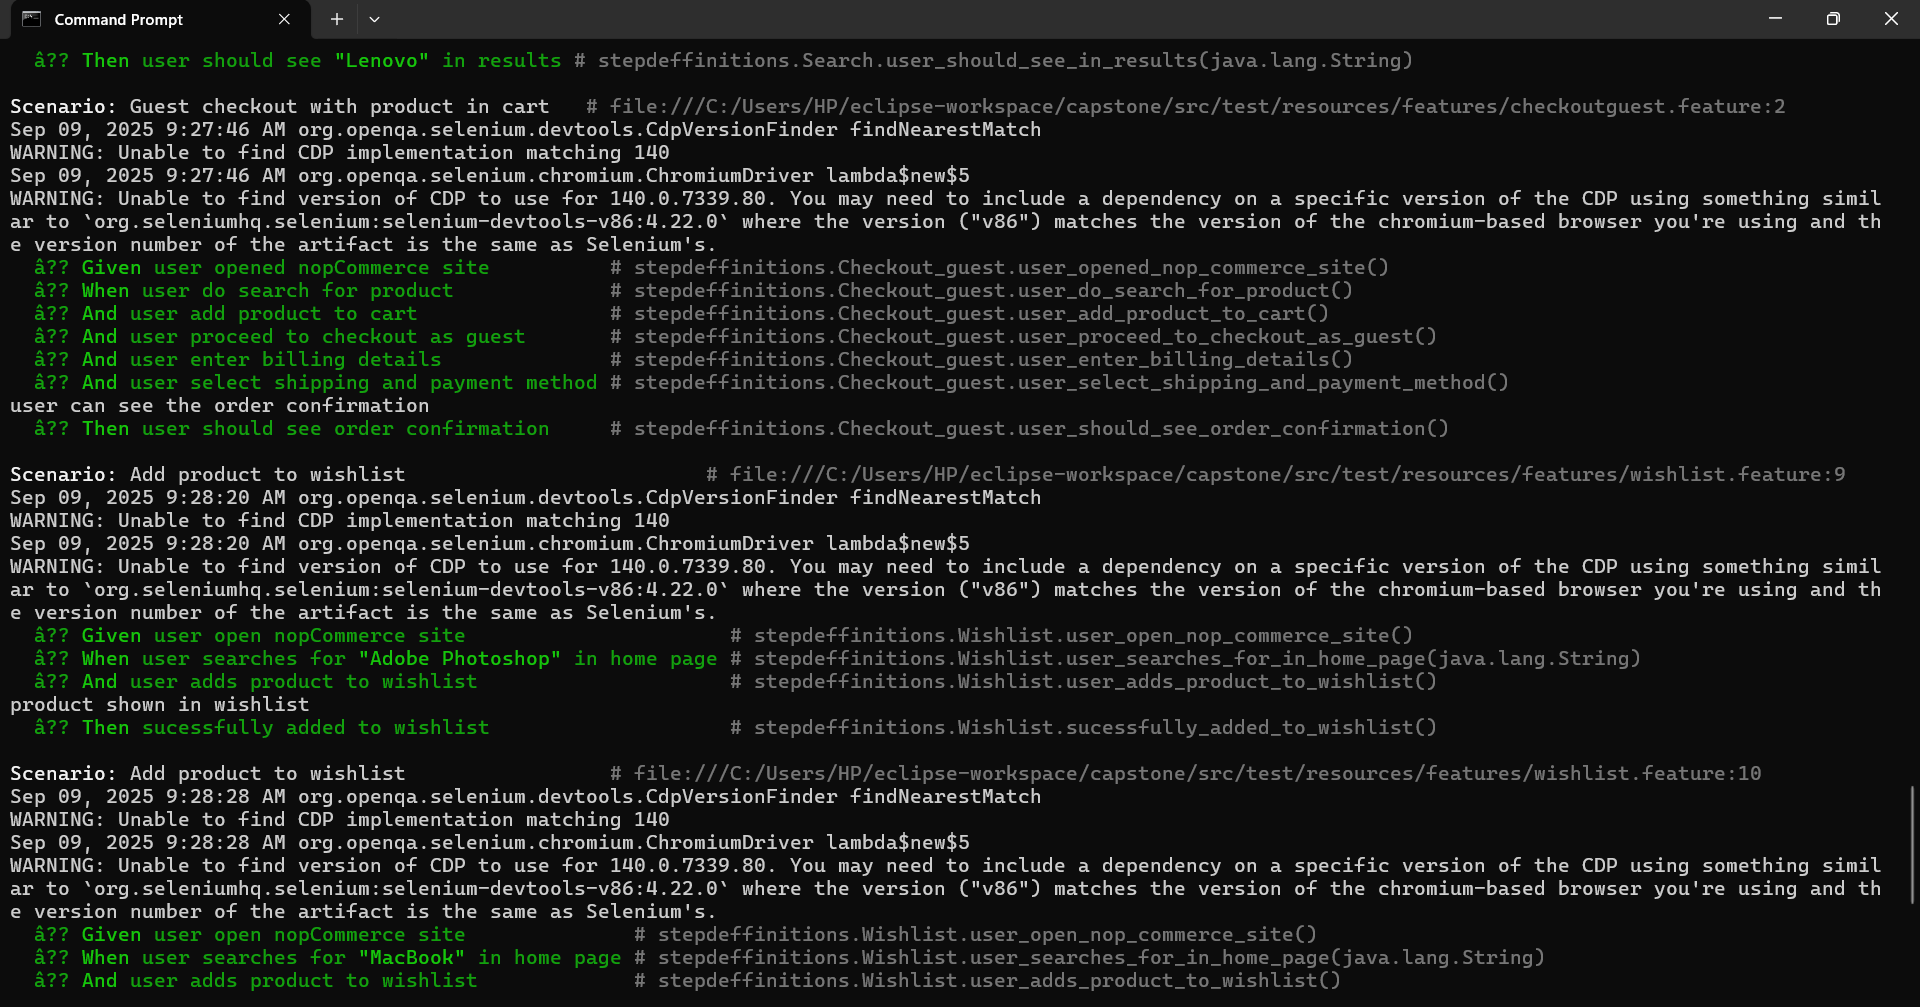 Command Prompt
â?? Then user should see "Lenovo" in results # stepdeffinitions.Search.user_should_see_in_results(java.lang.String)
Scenario: Guest checkout with product in cart # file:///C:/Users/HP/eclipse-workspace/capstone/src/test/resources/features/checkoutguest.feature:2
Sep 09, 2025 9:27:46 AM org.openqa.selenium.devtools.CdpVersionFinder findNearestMatch
WARNING: Unable to find CDP implementation matching 140
Sep 09, 2025 9:27:46 AM org.openqa.selenium.chromium.ChromiumDriver lambda$new$5
WARNING: Unable to find version of CDP to use for 140.0.7339.80. You may need to include a dependency on a specific version of the CDP using something simil
ar to `org.seleniumhq.selenium:selenium-devtools-v86:4.22.0` where the version ("v86") matches the version of the chromium-based browser you're using and th
e version number of the artifact is the same as Selenium's.
â?? Given user opened nopCommerce site # stepdeffinitions.Checkout_guest.user_opened_nop_commerce_site()
â?? When user do search for product # stepdeffinitions.Checkout_guest.user_do_search_for_product()
â?? And user add product to cart # stepdeffinitions.Checkout_guest.user_add_product_to_cart()
â?? And user proceed to checkout as guest # stepdeffinitions.Checkout_guest.user_proceed_to_checkout_as_guest()
â?? And user enter billing details # stepdeffinitions.Checkout_guest.user_enter_billing_details()
â?? And user select shipping and payment method # stepdeffinitions.Checkout_guest.user_select_shipping_and_payment_method()
user can see the order confirmation
â?? Then user should see order confirmation # stepdeffinitions.Checkout_guest.user_should_see_order_confirmation()
Scenario: Add product to wishlist # file:///C:/Users/HP/eclipse-workspace/capstone/src/test/resources/features/wishlist.feature:9
Sep 09, 2025 9:28:20 AM org.openqa.selenium.devtools.CdpVersionFinder findNearestMatch
WARNING: Unable to find CDP implementation matching 140
Sep 09, 2025 9:28:20 AM org.openqa.selenium.chromium.ChromiumDriver lambda$new$5
WARNING: Unable to find version of CDP to use for 140.0.7339.80. You may need to include a dependency on a specific version of the CDP using something simil
ar to `org.seleniumhq.selenium:selenium-devtools-v86:4.22.0` where the version ("v86") matches the version of the chromium-based browser you're using and th
e version number of the artifact is the same as Selenium's.
â?? Given user open nopCommerce site # stepdeffinitions.Wishlist.user_open_nop_commerce_site()
â?? When user searches for "Adobe Photoshop" in home page # stepdeffinitions.Wishlist.user_searches_for_in_home_page(java.lang.String)
â?? And user adds product to wishlist # stepdeffinitions.Wishlist.user_adds_product_to_wishlist()
product shown in wishlist
â?? Then sucessfully added to wishlist # stepdeffinitions.Wishlist.sucessfully_added_to_wishlist()
Scenario: Add product to wishlist # file:///C:/Users/HP/eclipse-workspace/capstone/src/test/resources/features/wishlist.feature:10
Sep 09, 2025 9:28:28 AM org.openqa.selenium.devtools.CdpVersionFinder findNearestMatch
WARNING: Unable to find CDP implementation matching 140
Sep 09, 2025 9:28:28 AM org.openqa.selenium.chromium.ChromiumDriver lambda$new$5
WARNING: Unable to find version of CDP to use for 140.0.7339.80. You may need to include a dependency on a specific version of the CDP using something simil
ar to `org.seleniumhq.selenium:selenium-devtools-v86:4.22.0` where the version ("v86") matches the version of the chromium-based browser you're using and th
e version number of the artifact is the same as Selenium's.
â?? Given user open nopCommerce site # stepdeffinitions.Wishlist.user_open_nop_commerce_site()
â?? When user searches for "MacBook" in home page # stepdeffinitions.Wishlist.user_searches_for_in_home_page(java.lang.String)
â?? And user adds product to wishlist # stepdeffinitions.Wishlist.user_adds_product_to_wishlist()